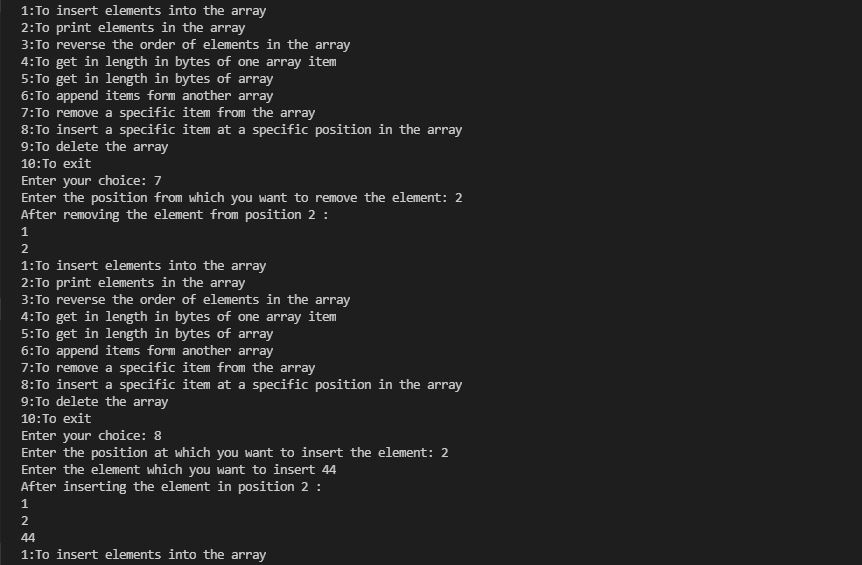 1:To insert elements into the array
2:To print elements in the array
3:To reverse the order of elements in the array
4:To get in length in bytes of one array item
5:To get in length in bytes of array
6:To append items form another array
7:To remove a specific item from the array
8:To insert a specific item at a specific position in the array
9:To delete the array
10:To exit
Enter your choice: 7
Enter the position from which you want to remove the element: 2
After removing the element from position 2 :
1
2
1:To insert elements into the array
2:To print elements in the array
3:To reverse the order of elements in the array
4:To get in length in bytes of one array item
5:To get in length in bytes of array
6:To append items form another array
7:To remove a specific item from the array
8:To insert a specific item at a specific position in the array
9:To delete the array
10:To exit
Enter your choice: 8
Enter the position at which you want to insert the element: 2
Enter the element which you want to insert 44
After inserting the element in position 2 :
1
2
44
1:To insert elements into the array